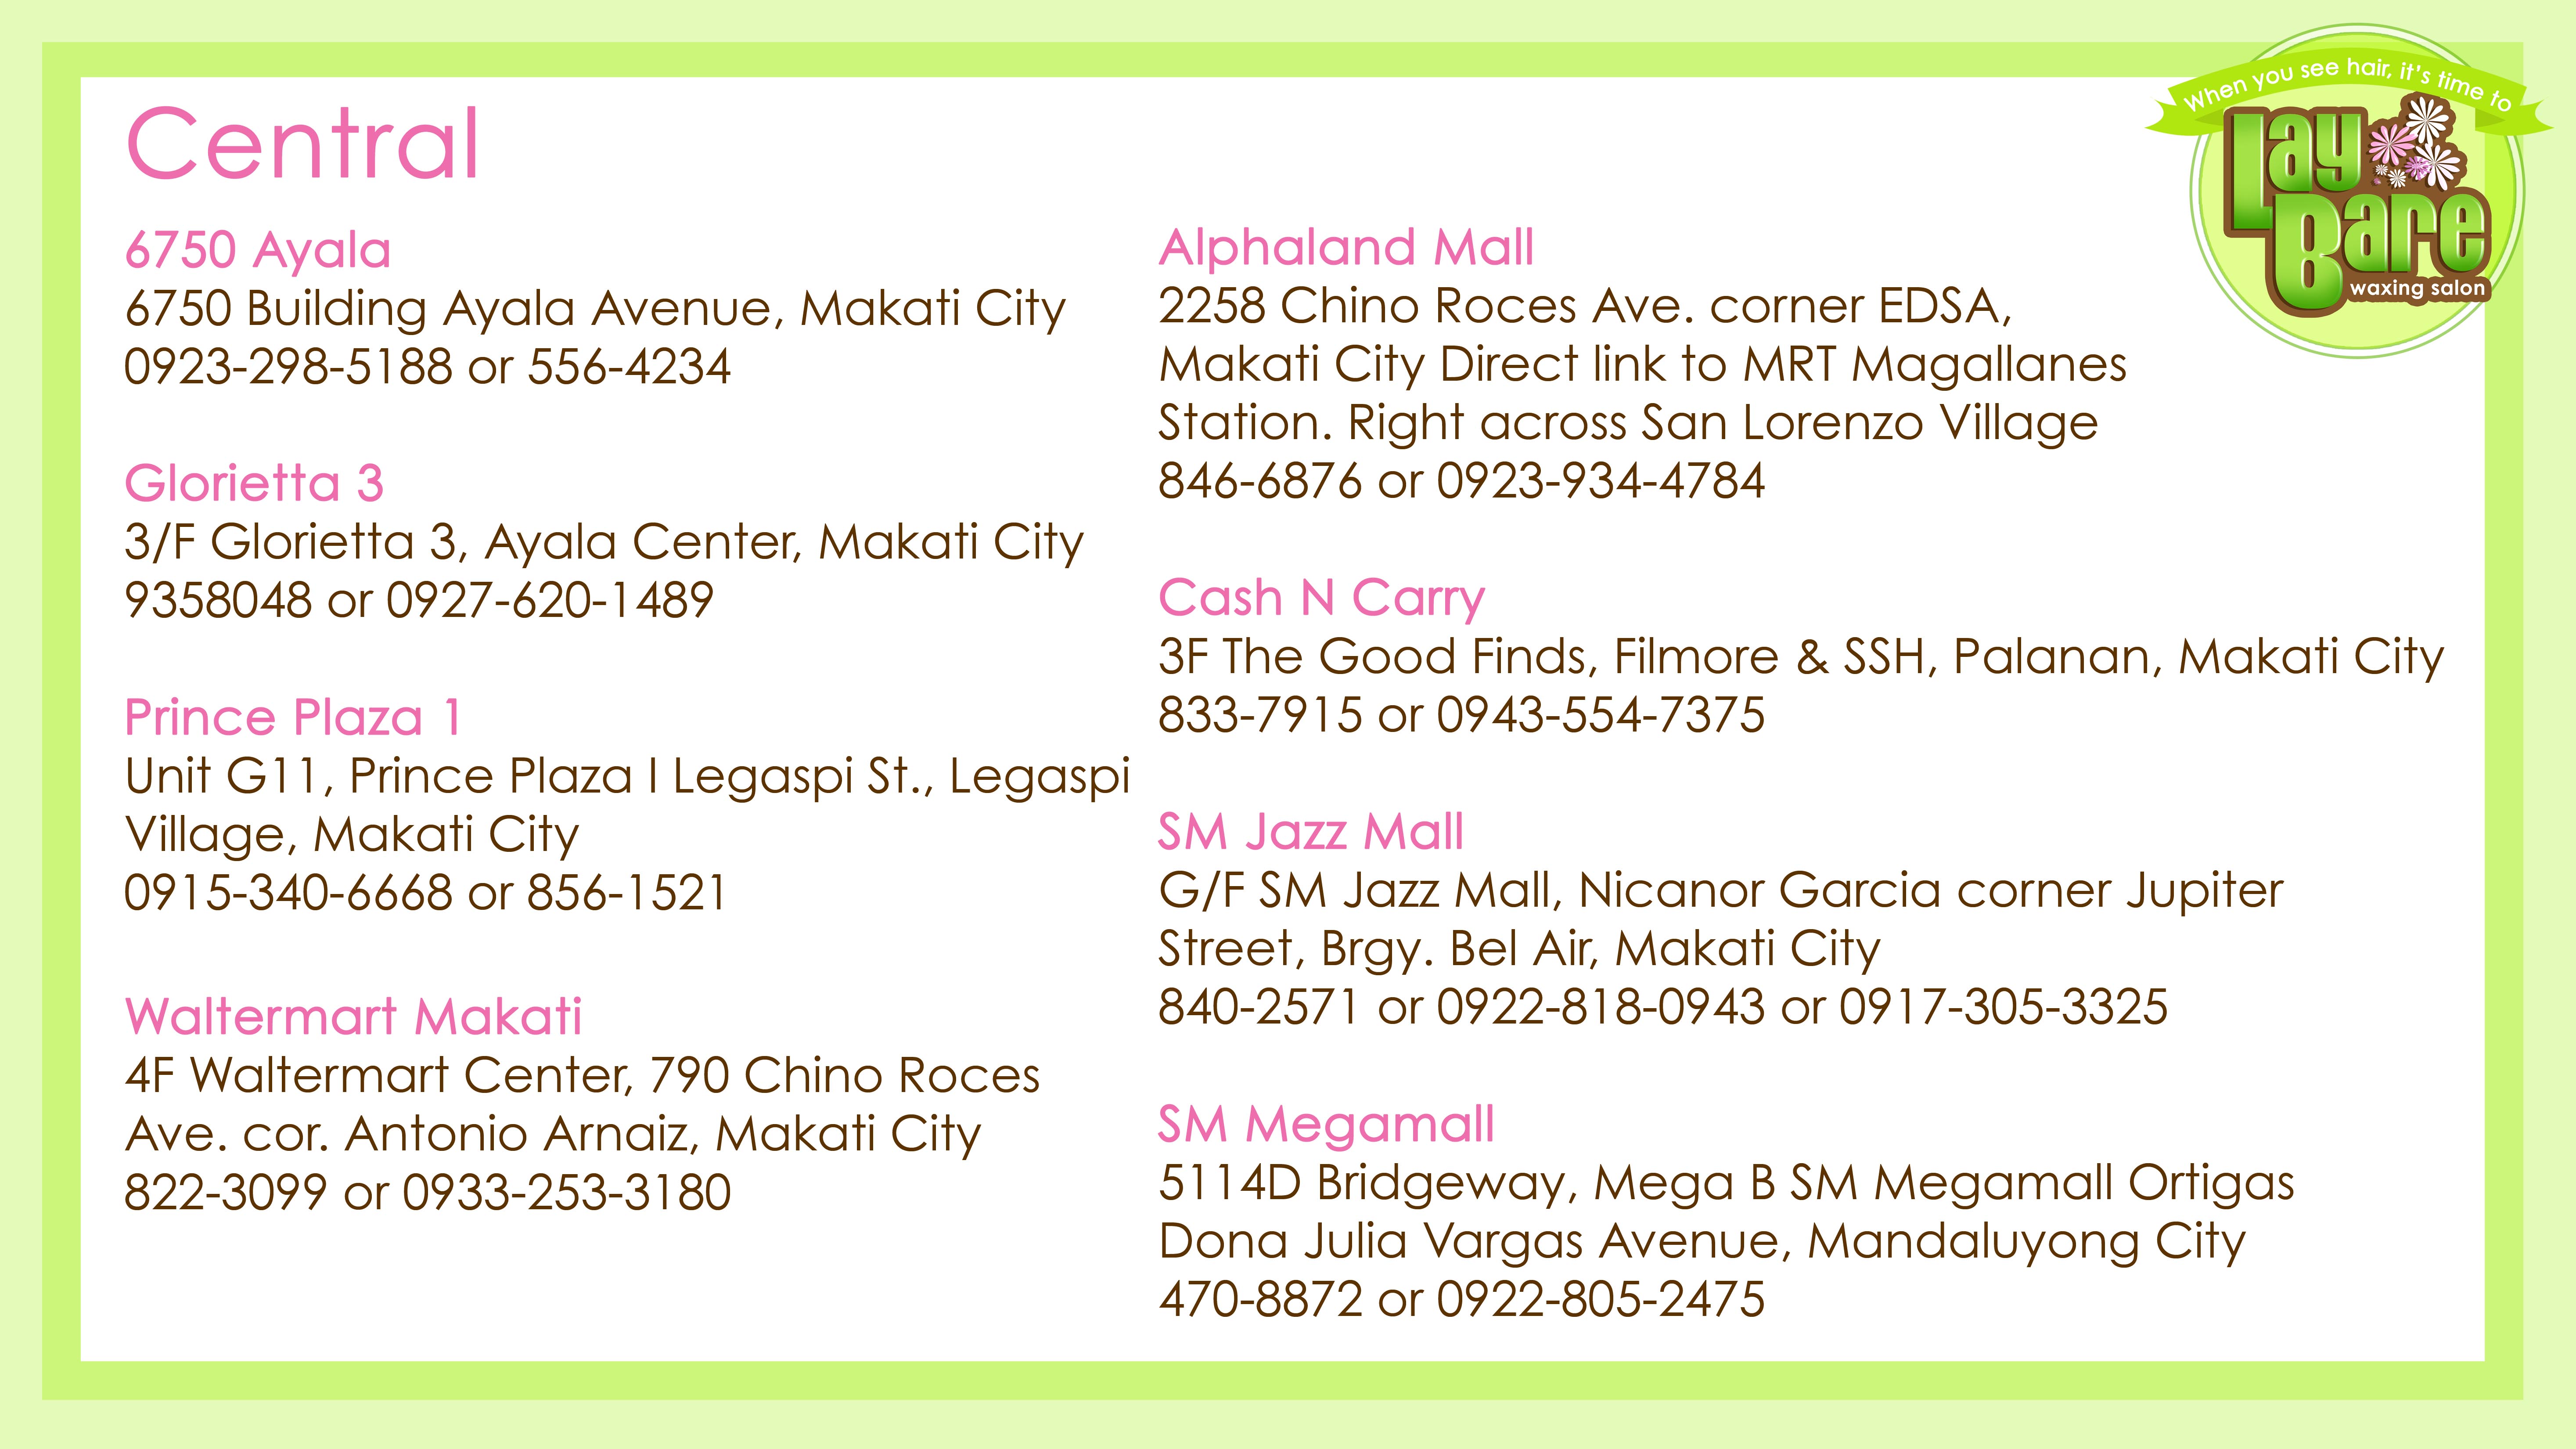 Central
6750 Ayala
6750 Building Ayala Avenue, Makati City
0923-298-5188 or 556-4234
Glorietta 3
3/F Glorietta 3, Ayala Center, Makati City
9358048 or 0927-620-1489
Prince Plaza 1
Unit G11, Prince Plaza I Legaspi St., Legaspi
Village, Makati City
0915-340-6668 or 856-1521
Waltermart Makati
4F Waltermart Center, 790 Chino Roces
Ave. cor. Antonio Arnaiz, Makati City
822-3099 or 0933-253-3180
Alphaland Mall
2258 Chino Roces Ave. corner EDSA,
Makati City Direct link to MRT Magallanes
Station. Right across San Lorenzo Village
846-6876 or 0923-934-4784
Cash N Carry
3F The Good Finds, Filmore & SSH, Palanan, Makati City
833-7915 or 0943-554-7375
SM Jazz Mall
G/F SM Jazz Mall, Nicanor Garcia corner Jupiter
Street, Brgy. Bel Air, Makati City
840-2571 or 0922-818-0943 or 0917-305-3325
SM Megamall
5114D Bridgeway, Mega B SM Megamall Ortigas
Dona Julia Vargas Avenue, Mandaluyong City
470-8872 or 0922-805-2475
When you see hair, it's time to
Lay
Bare
waxing salon